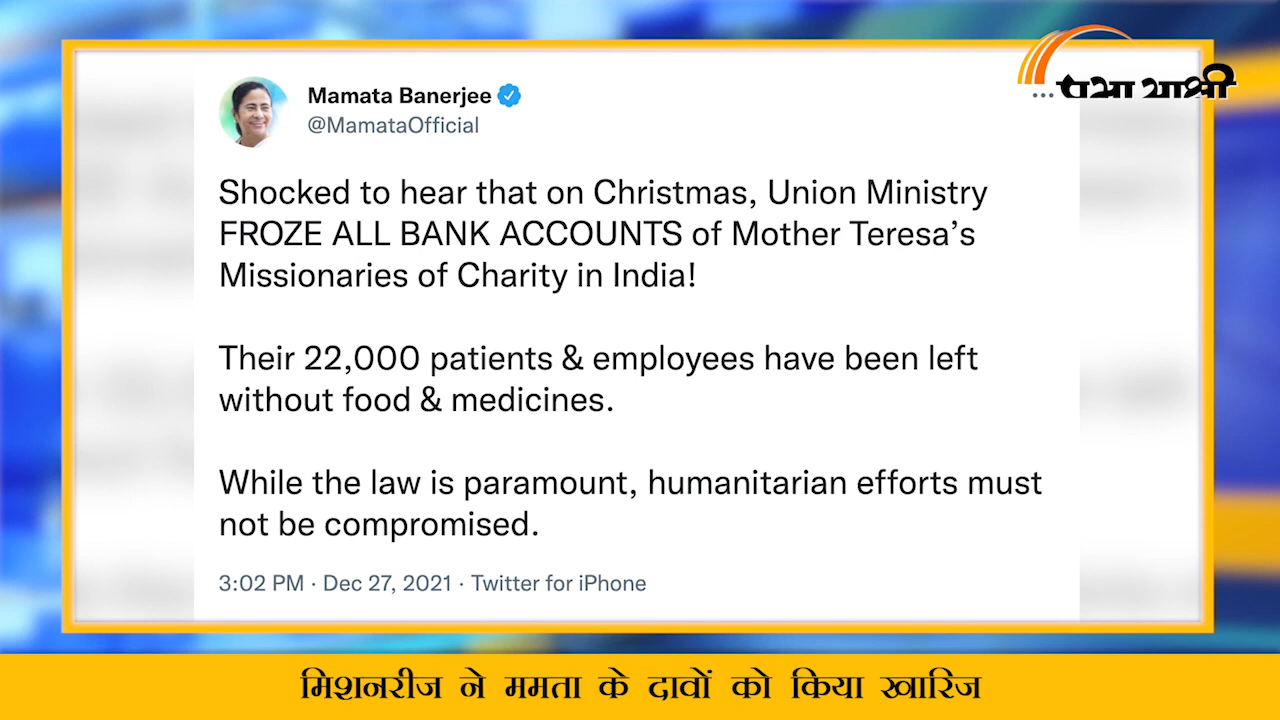 Mamata Banerjee
@MamataOfficial
Shocked to hear that on Christmas, Union Ministry
FROZE ALL BANK ACCOUNTS of Mother Teresa’s
Missionaries of Charity in India!
Their 22,000 patients & employees have been left
without food & medicines.
While the law is paramount, humanitarian efforts must
not be compromised.
3:02 PM · Dec 27, 2021 · Twitter for iPhone
मिशनरीज ने ममता के दावों को किया खारिज